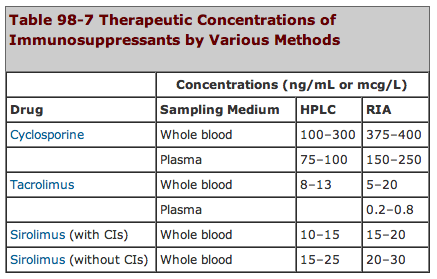 Table 98-7 Therapeutic Concentrations of
Immunosuppressants by Various Methods
Concentrations (ng/mL or mcg/L)
Drug Sampling Medium HPLC RIA
Cyclosporine Whole blood 100–300 375–400
Plasma 75–100 150–250
Tacrolimus Whole blood 8–13 5–20
Plasma 0.2–0.8
Sirolimus (with CIs) Whole blood 10–15 15–20
Sirolimus (without CIs) Whole blood 15–25 20–30